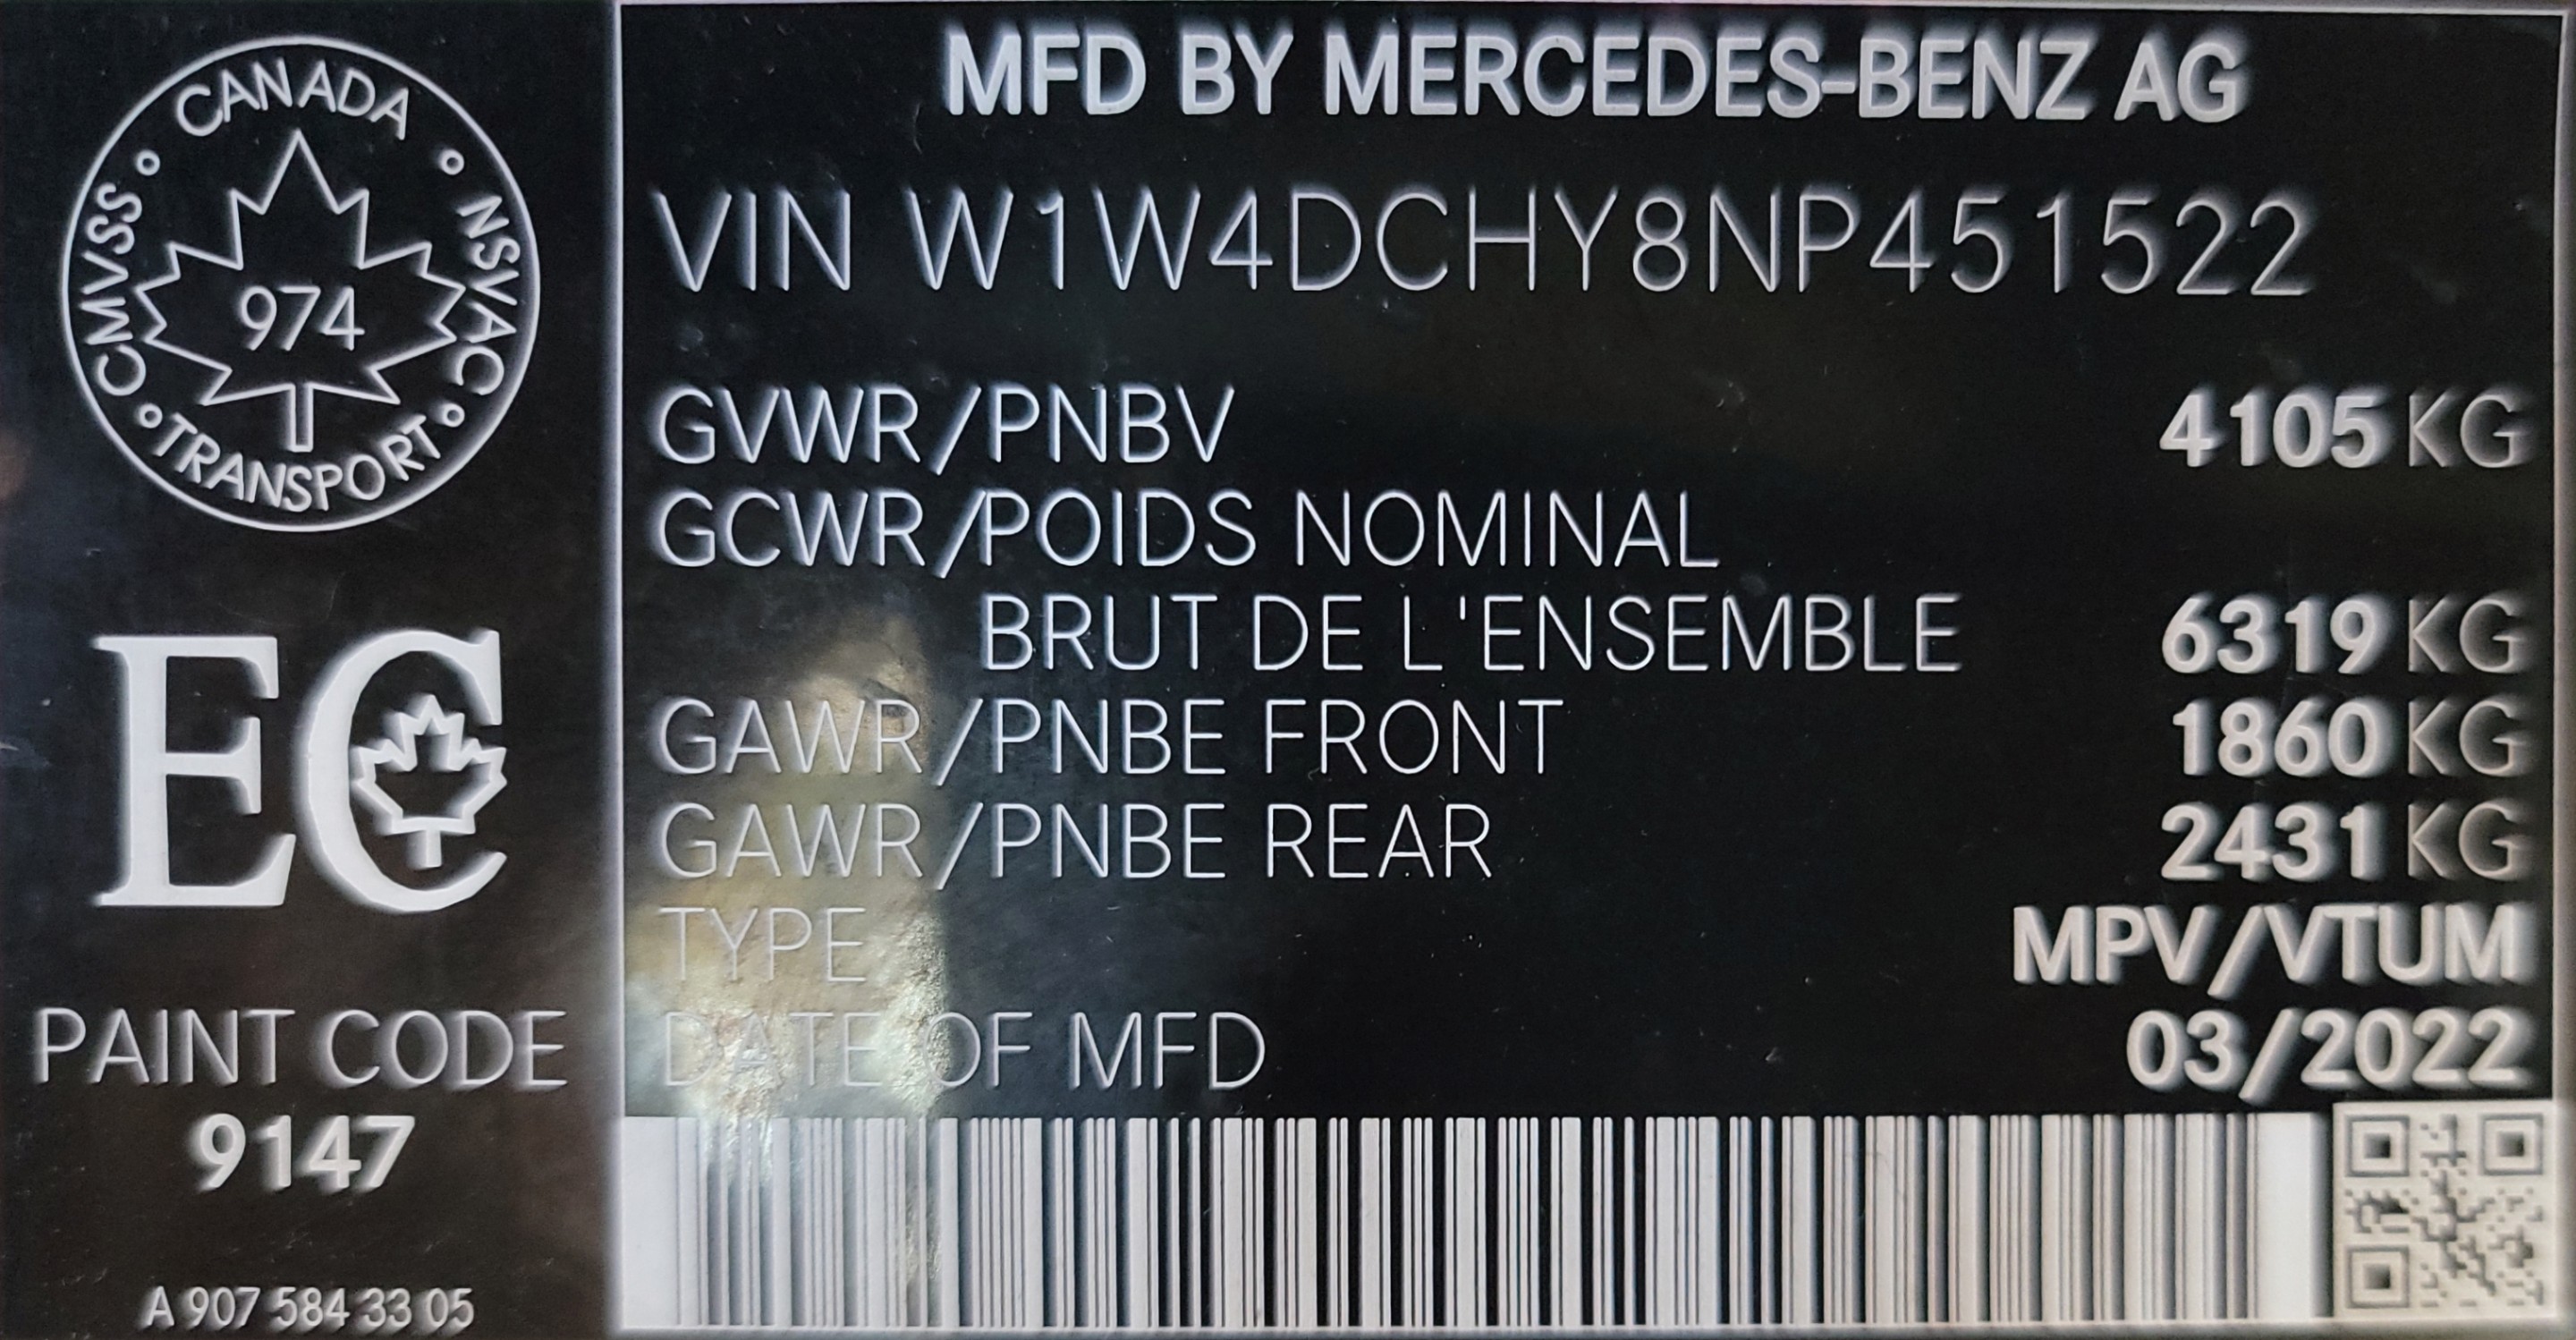 CANADA
CMVSS
NSVAC
974
TRANSPORT
EC
PAINT CODE
9147
A 907 584 33 05
MFD BY MERCEDES-BENZ AG
VIN W1W4DCHY8NP451522
GVWR/PNBV 4105 KG
GCWR/POIDS NOMINAL
BRUT DE L'ENSEMBLE 6319 KG
GAWR/PNBE FRONT 1860 KG
GAWR/PNBE REAR 2431 KG
TYPE MPV/VTUM
DATE OF MFD 03/2022